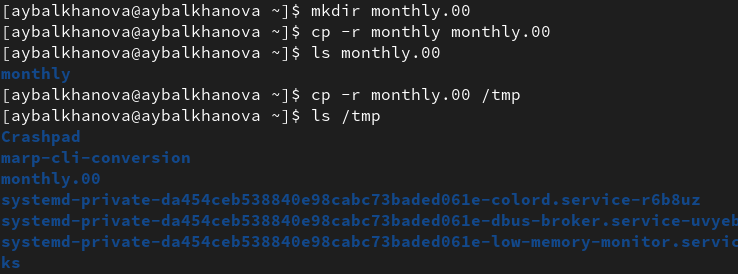 [aybalkhanova@aybalkhanova ~]$ mkdir monthly.00
[aybalkhanova@aybalkhanova ~]$ cp -r monthly monthly.00
[aybalkhanova@aybalkhanova ~]$ ls monthly.00
monthly
[aybalkhanova@aybalkhanova ~]$ cp -r monthly.00 /tmp
[aybalkhanova@aybalkhanova ~]$ ls /tmp
Crashpad
marp-cli-conversion
monthly.00
systemd-private-da454ceb538840e98cabc73baded061e-colord.service-r6b8uz
systemd-private-da454ceb538840e98cabc73baded061e-dbus-broker.service-uvyeb
systemd-private-da454ceb538840e98cabc73baded061e-low-memory-monitor.servic
ks